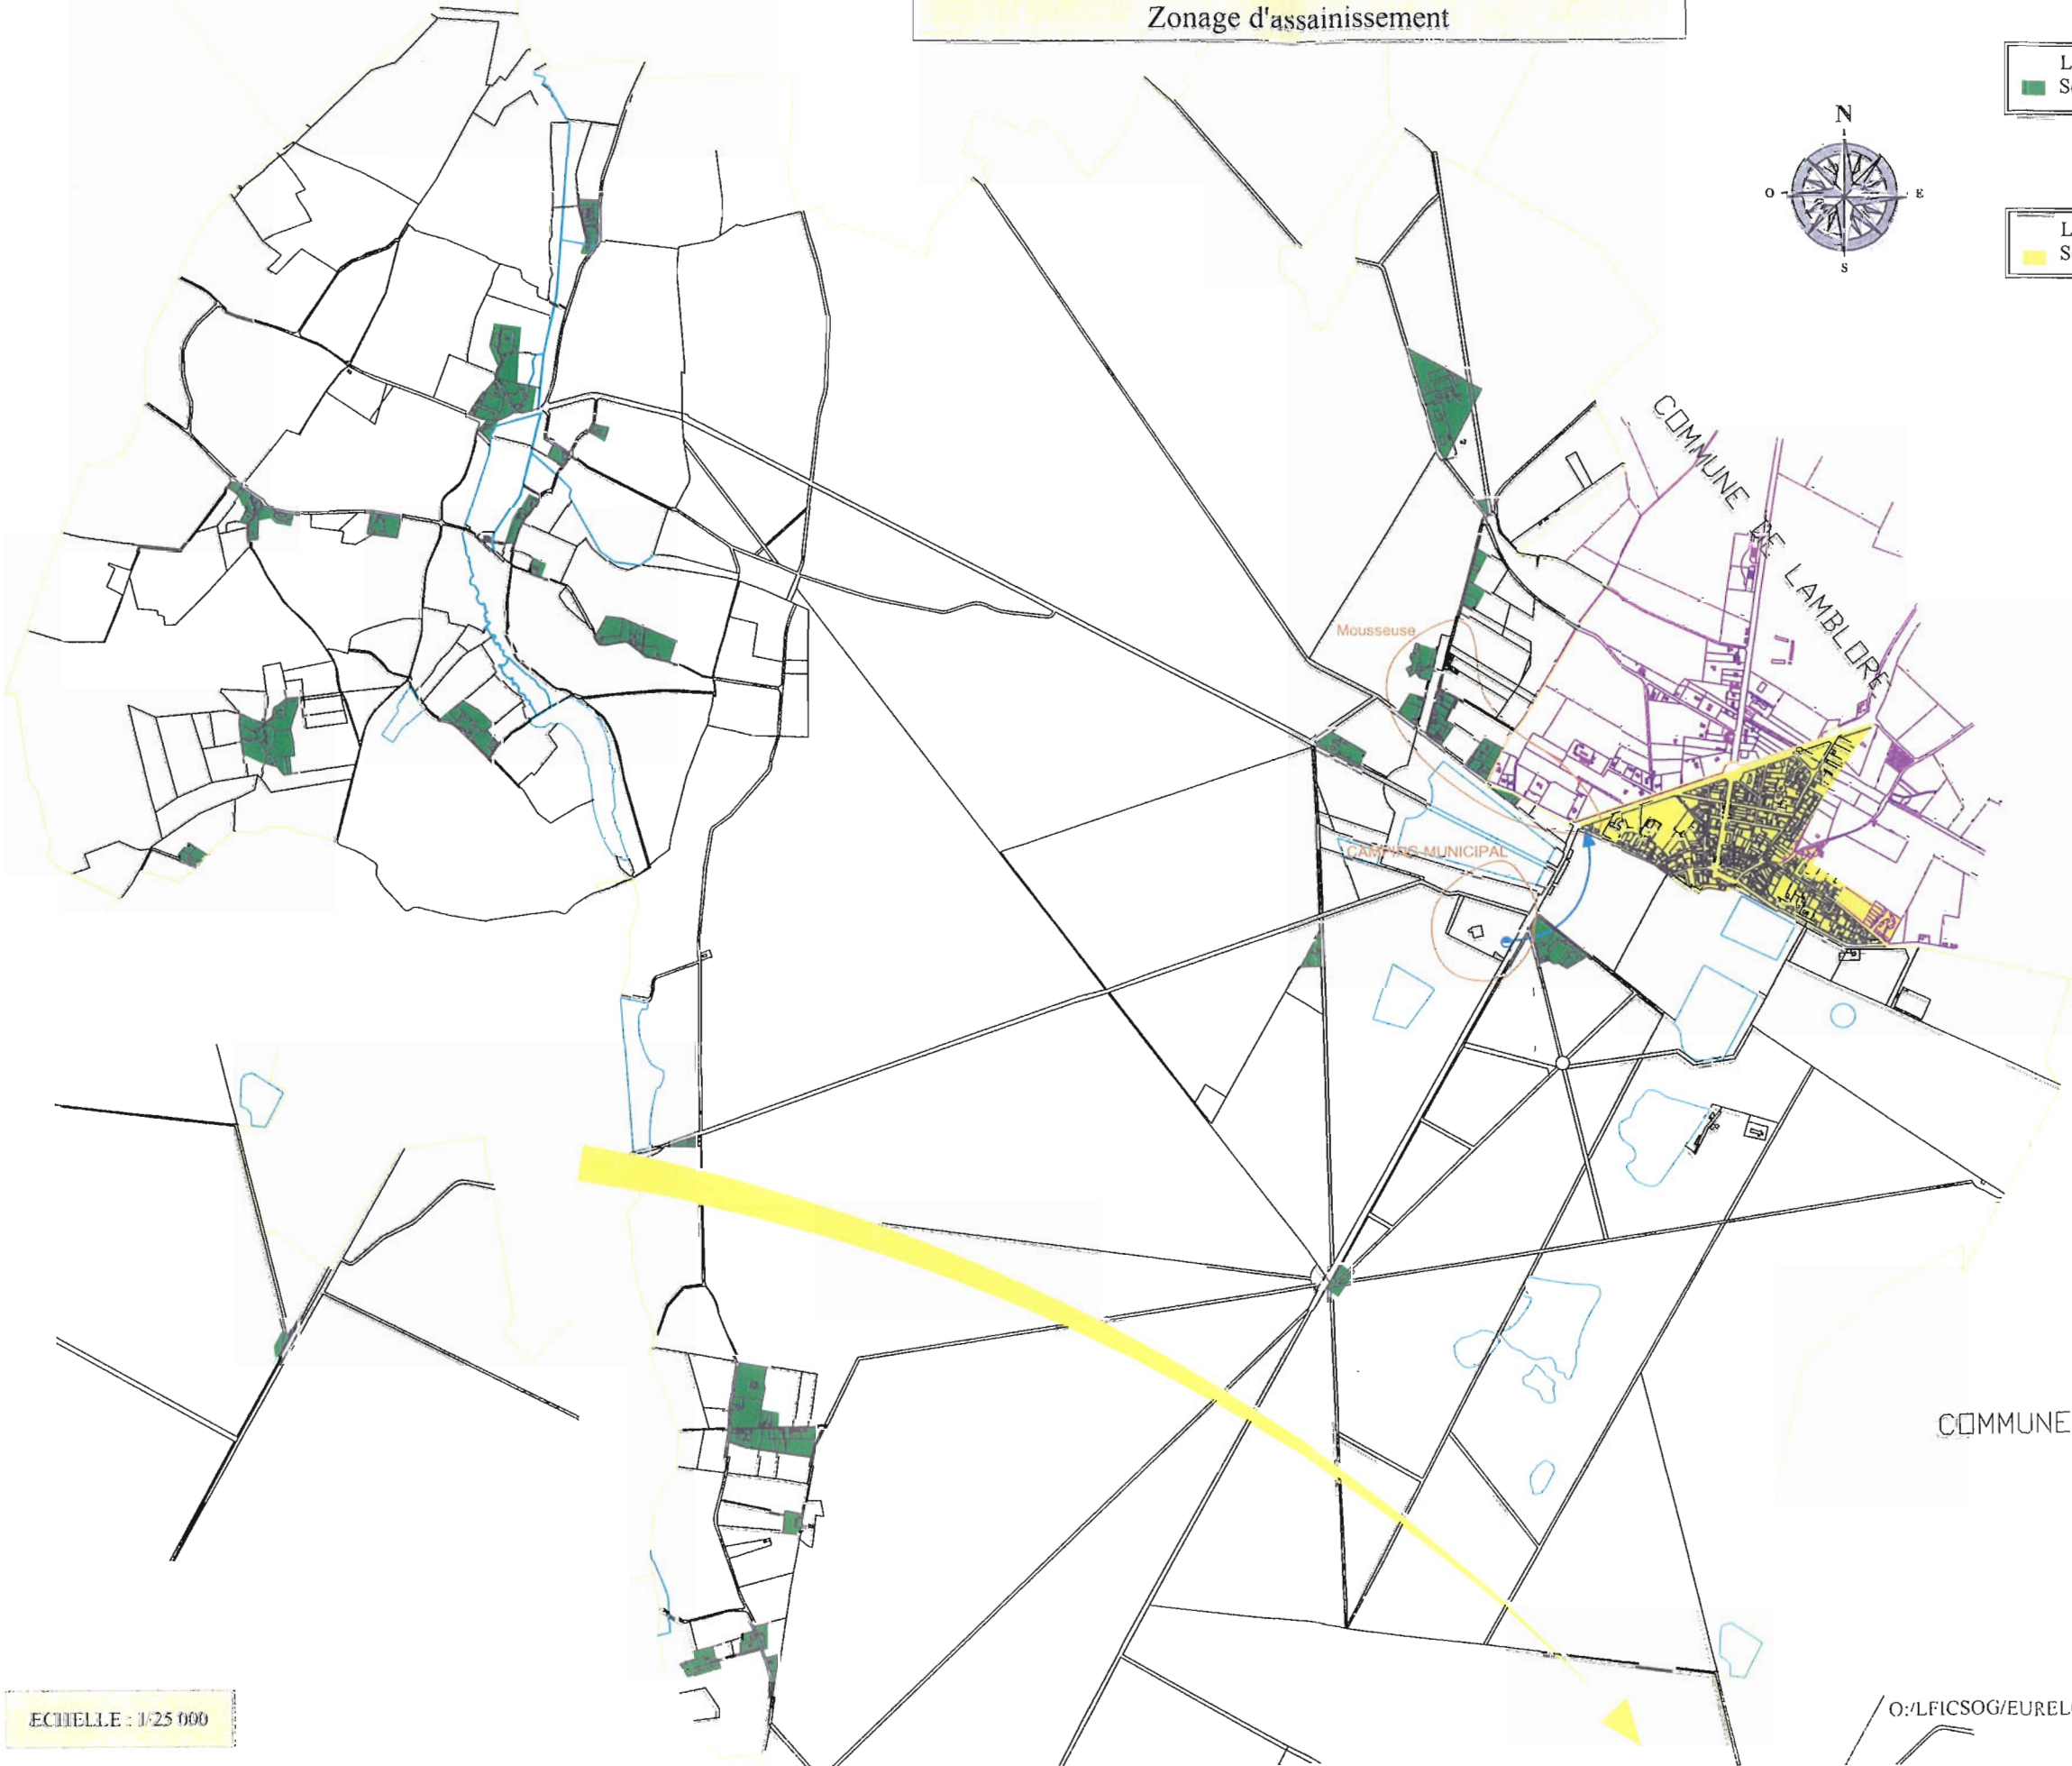 Zonage d'assainissement
L
S
N
O
E
S
L
S
COMMUNE DE LAMBLORE
Mousseuse
CAMPING MUNICIPAL
COMMUNE
ECHELLE : 1/25 000
O:/LFICSOG/EUREL